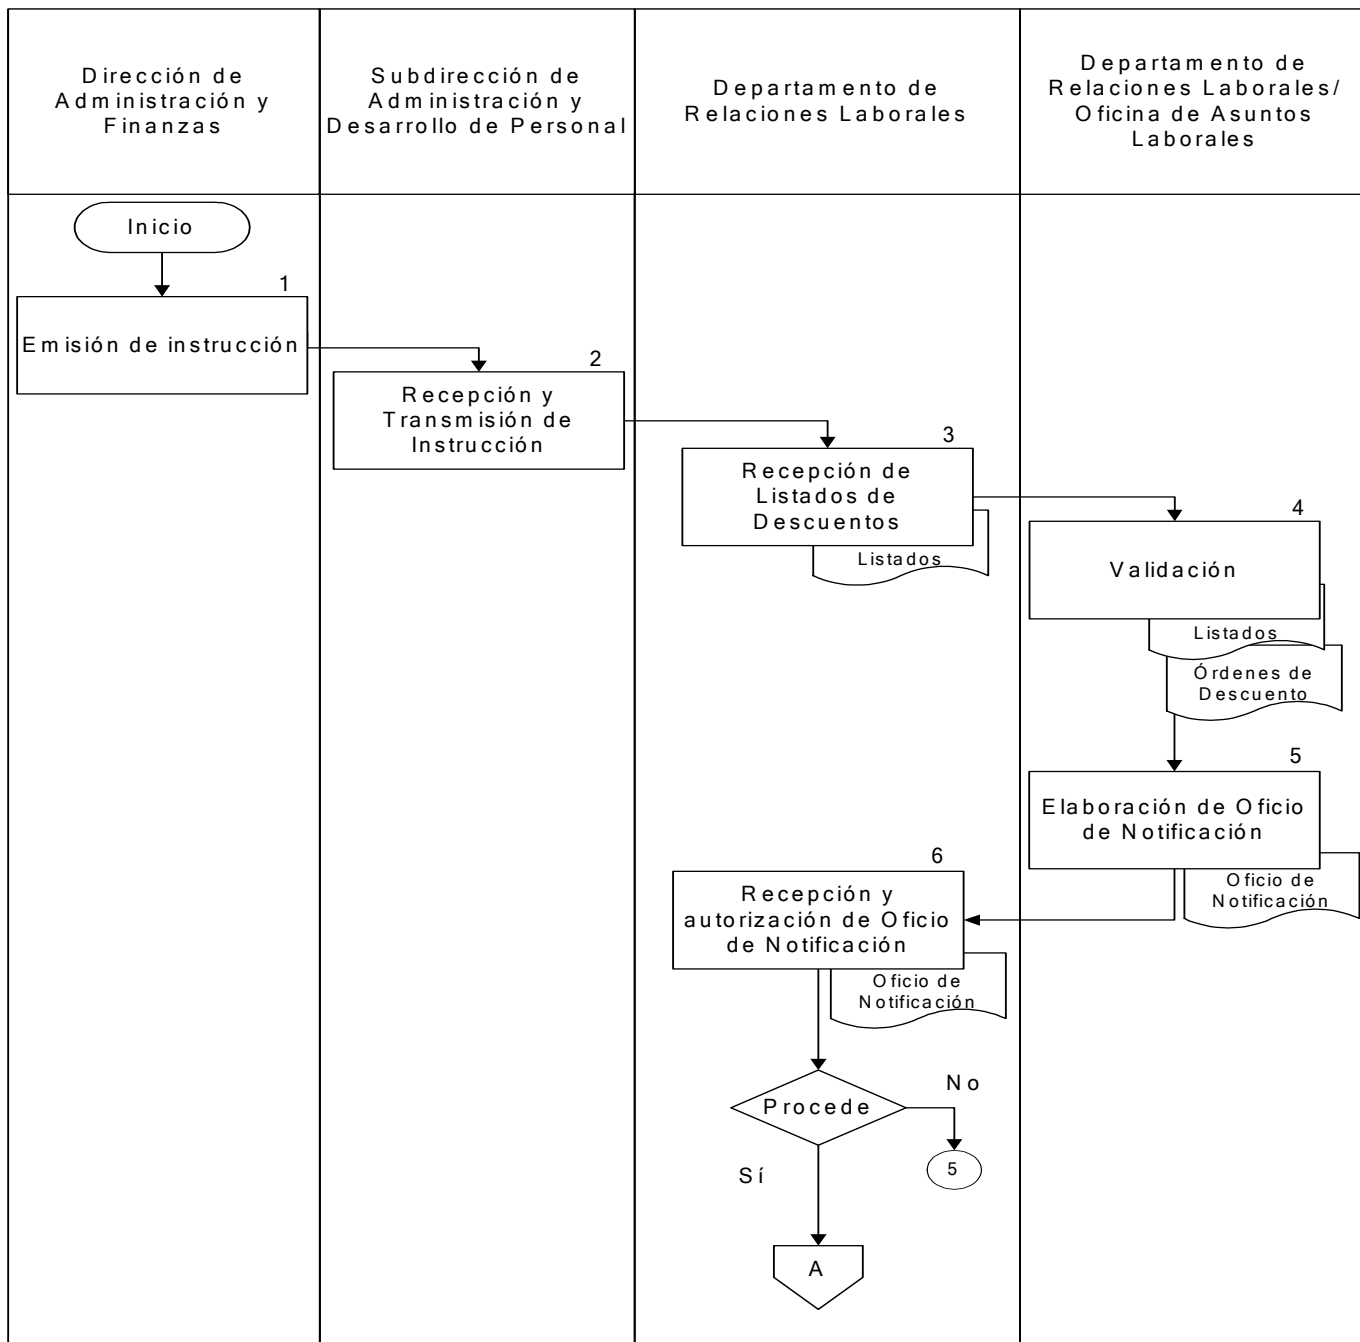 Dirección de
Administración y
Finanzas
Subdirección de
Administración y
Desarrollo de Personal
Departamento de
Relaciones Laborales
Departamento de
Relaciones Laborales/
Oficina de Asuntos
Laborales
Inicio
1
Emisión de instrucción
2
Recepción y
Transmisión de
Instrucción
3
Recepción de
Listados de
Descuentos
Listados
4
Validación
Listados
Órdenes de
Descuento
5
Elaboración de Oficio
de Notificación
Oficio de
Notificación
6
Recepción y
autorización de Oficio
de Notificación
Oficio de
Notificación
Procede
No
5
Sí
A